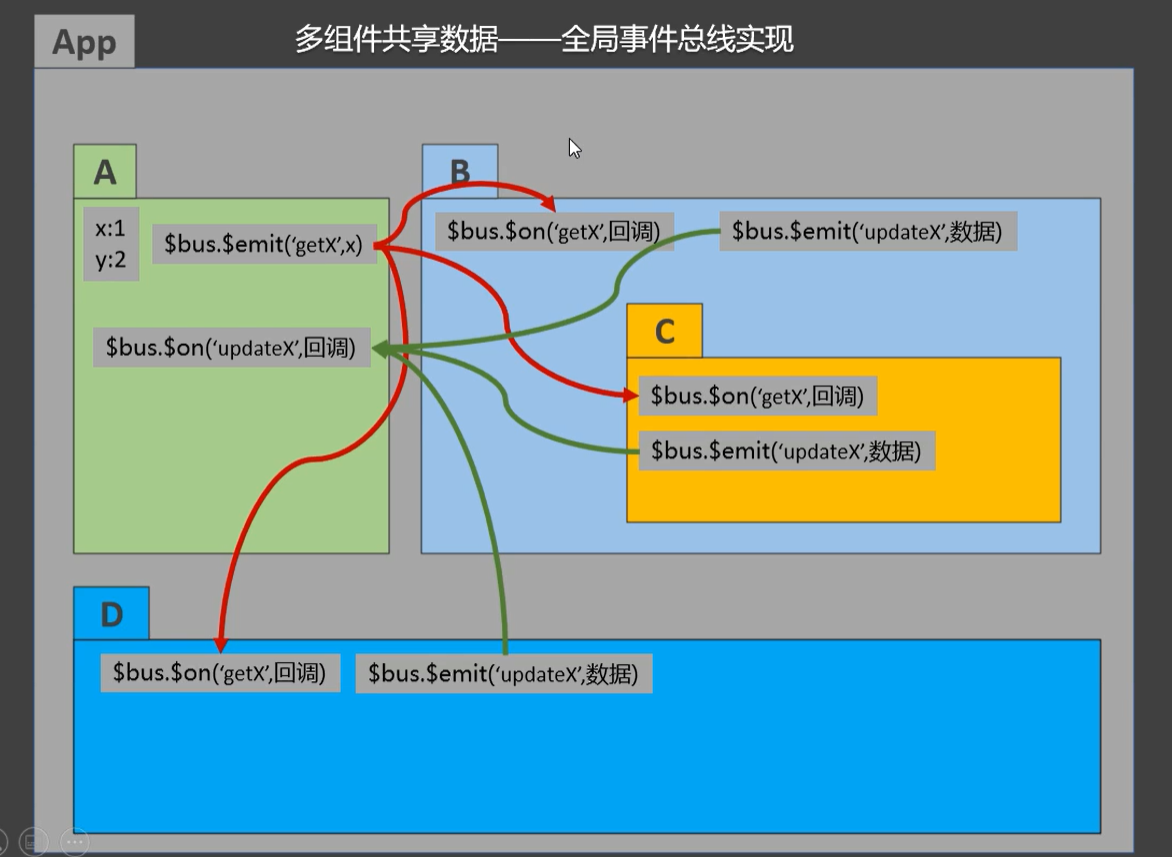 App
多组件共享数据——全局事件总线实现
A
x:1
y:2
$bus.$emit(‘getX’,x)
$bus.$on(‘updateX’,回调)
B
$bus.$on(‘getX’,回调)
$bus.$emit(‘updateX’,数据)
C
$bus.$on(‘getX’,回调)
$bus.$emit(‘updateX’,数据)
D
$bus.$on(‘getX’,回调)
$bus.$emit(‘updateX’,数据)